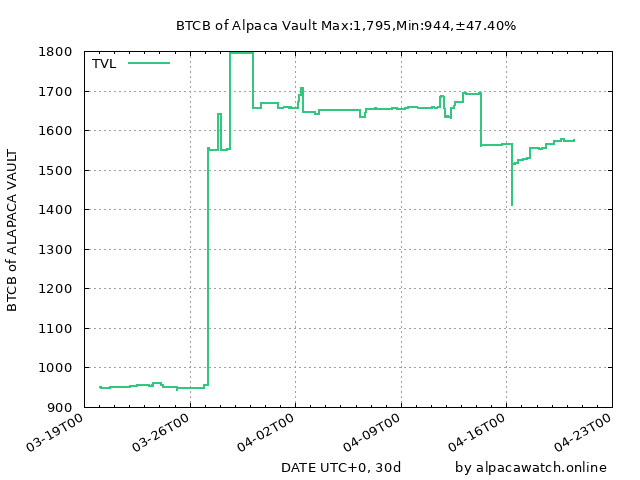 BTCB of Alpaca Vault Max:1,795,Min:944,±47.40%
TVL
1800
1700
1600
1500
1400
1300
1200
1100
1000
900
BTCB of ALAPACA VAULT
03-19T00
03-26T00
04-02T00
04-09T00
04-16T00
04-23T00
DATE UTC+0, 30d
by alpacawatch.online